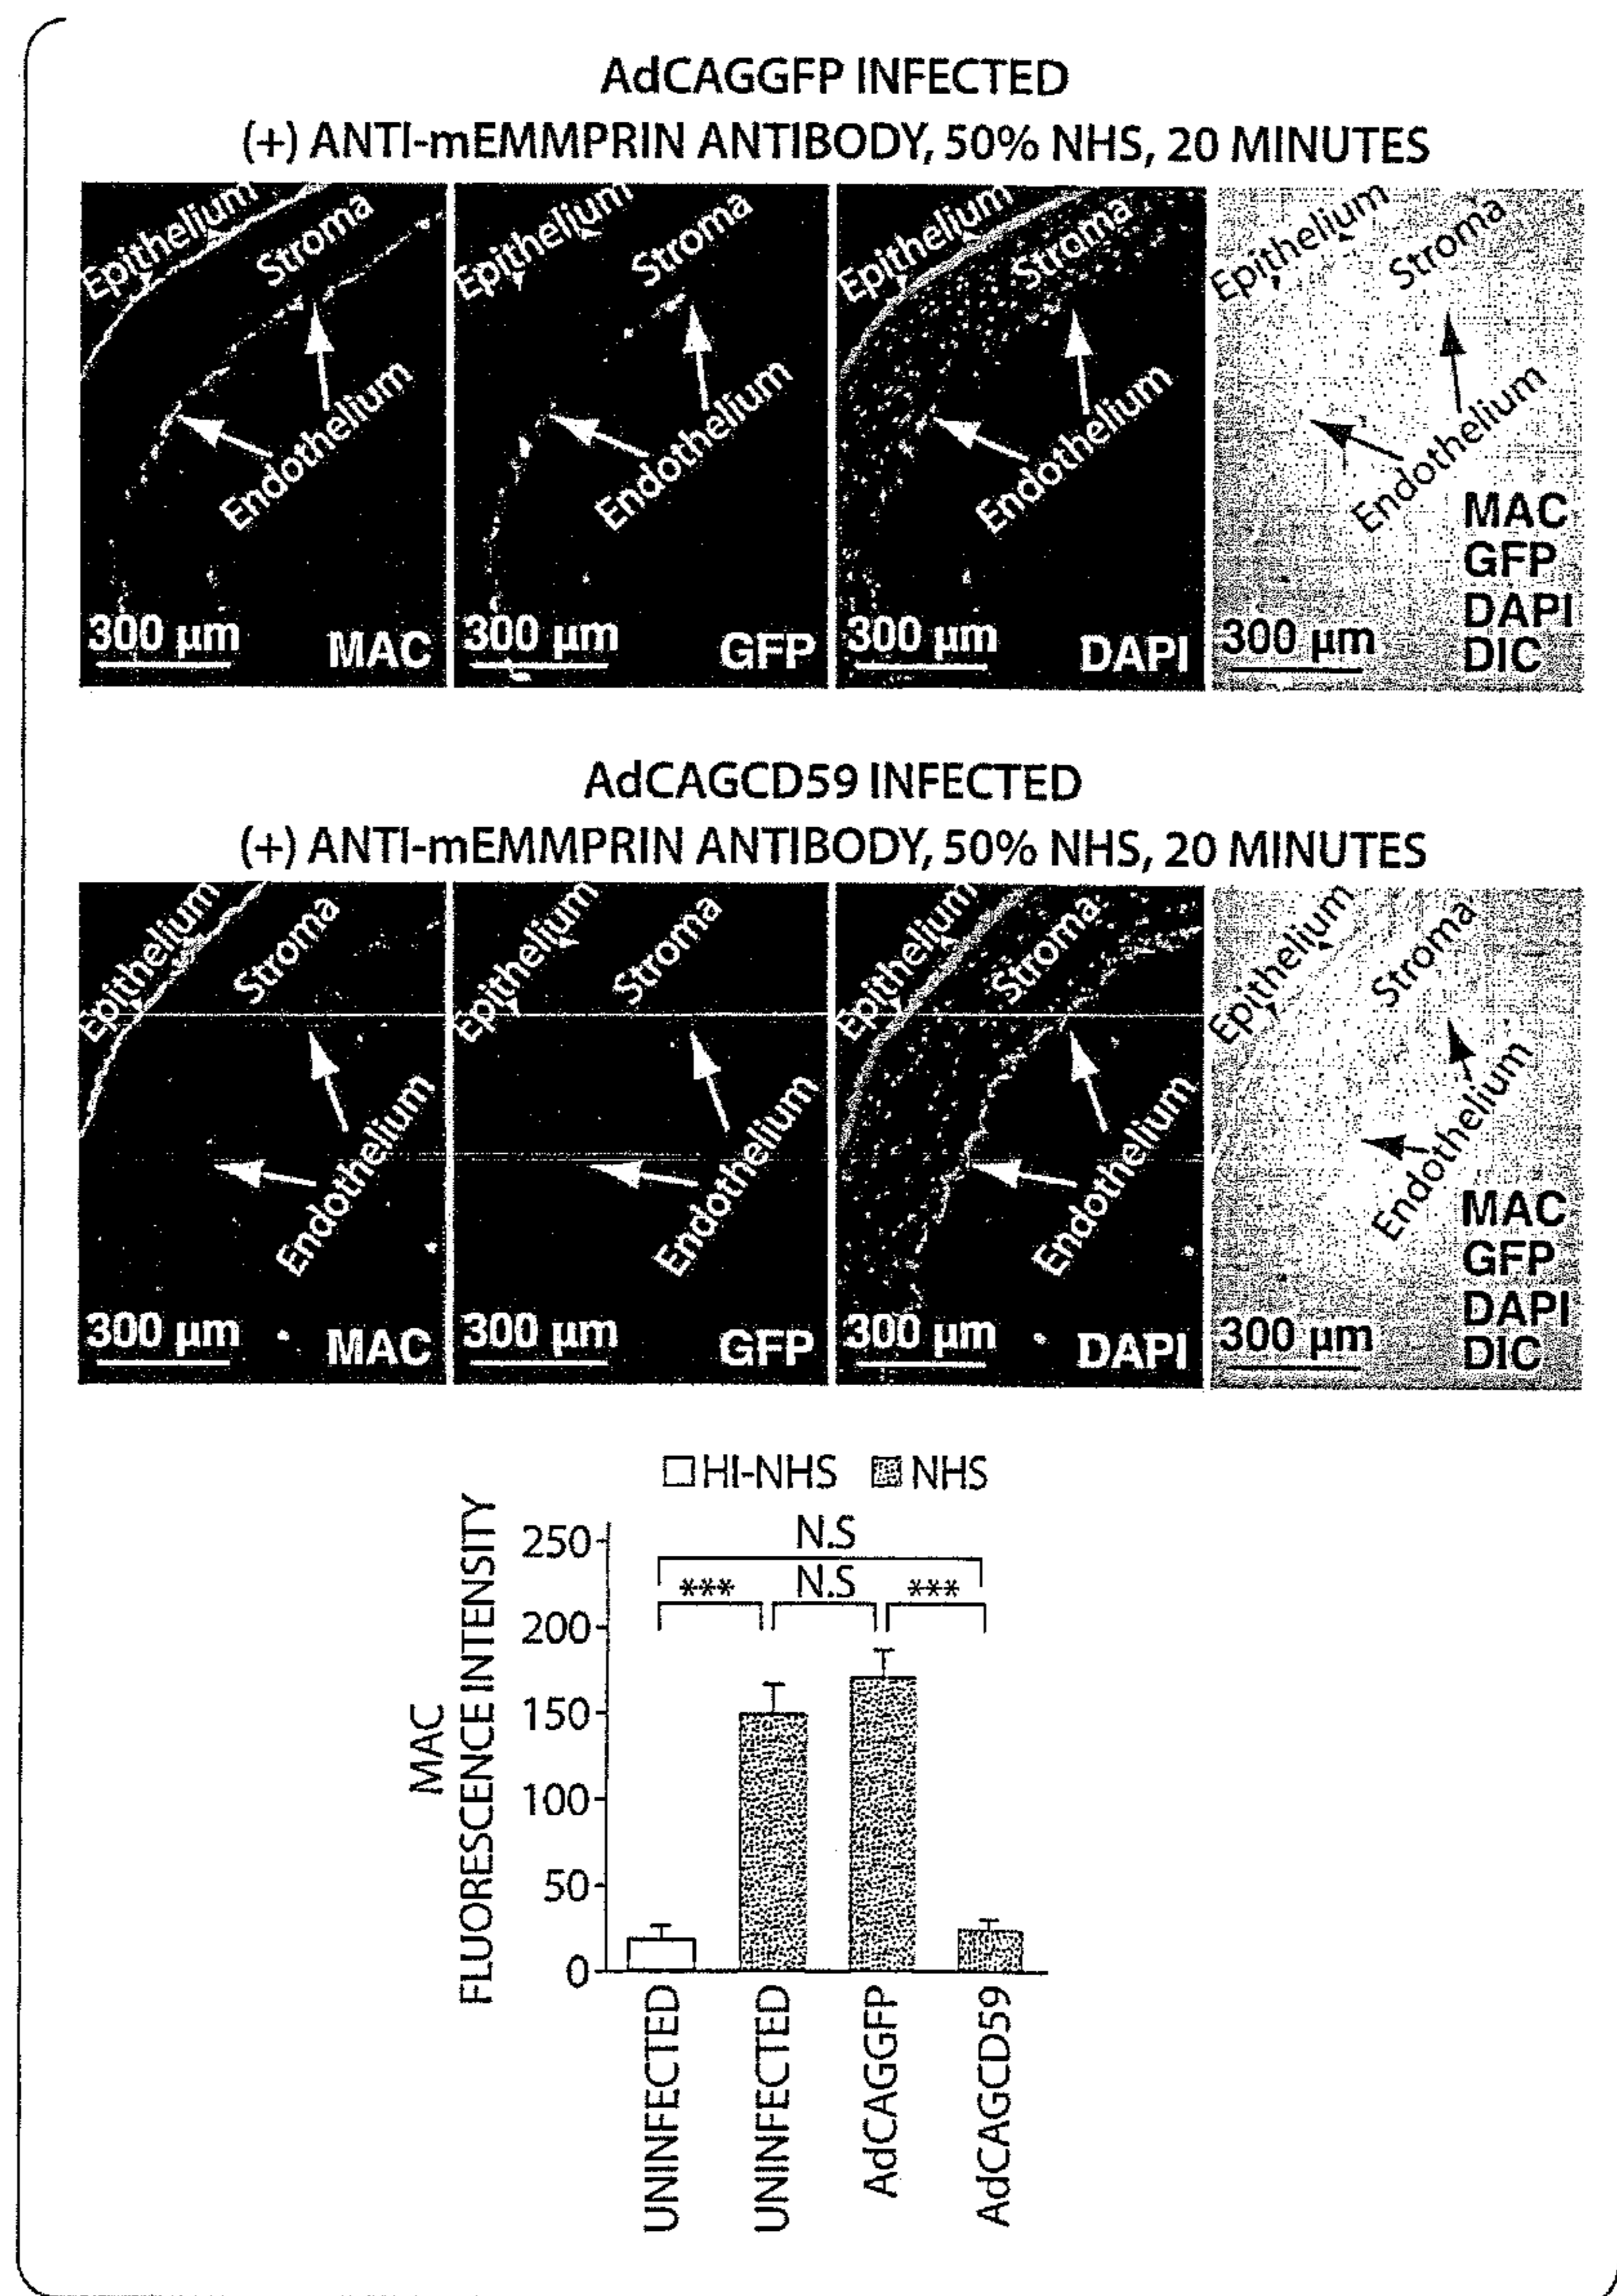 AdCAGGFP INFECTED
(+) ANTI-mEMMPRIN ANTIBODY, 50% NHS, 20 MINUTES
Epithelium
Stroma
Endothelium
300 µm
MAC
Epithelium
Stroma
Endothelium
300 µm
GFP
Epithelium
Stroma
Endothelium
300 µm
DAPI
Epithelium
Stroma
Endothelium
300 µm
MAC
GFP
DAPI
DIC
AdCAGCD59 INFECTED
(+) ANTI-mEMMPRIN ANTIBODY, 50% NHS, 20 MINUTES
Epithelium
Stroma
Endothelium
300 µm
MAC
Epithelium
Stroma
Endothelium
300 µm
GFP
Epithelium
Stroma
Endothelium
300 µm
DAPI
Epithelium
Stroma
Endothelium
300 µm
MAC
GFP
DAPI
DIC
HI-NHS NHS
MAC
FLUORESCENCE INTENSITY
250
200
150
100
50
0
N.S
*** N.S ***
UNINFECTED
UNINFECTED
AdCAGGFP
AdCAGCD59